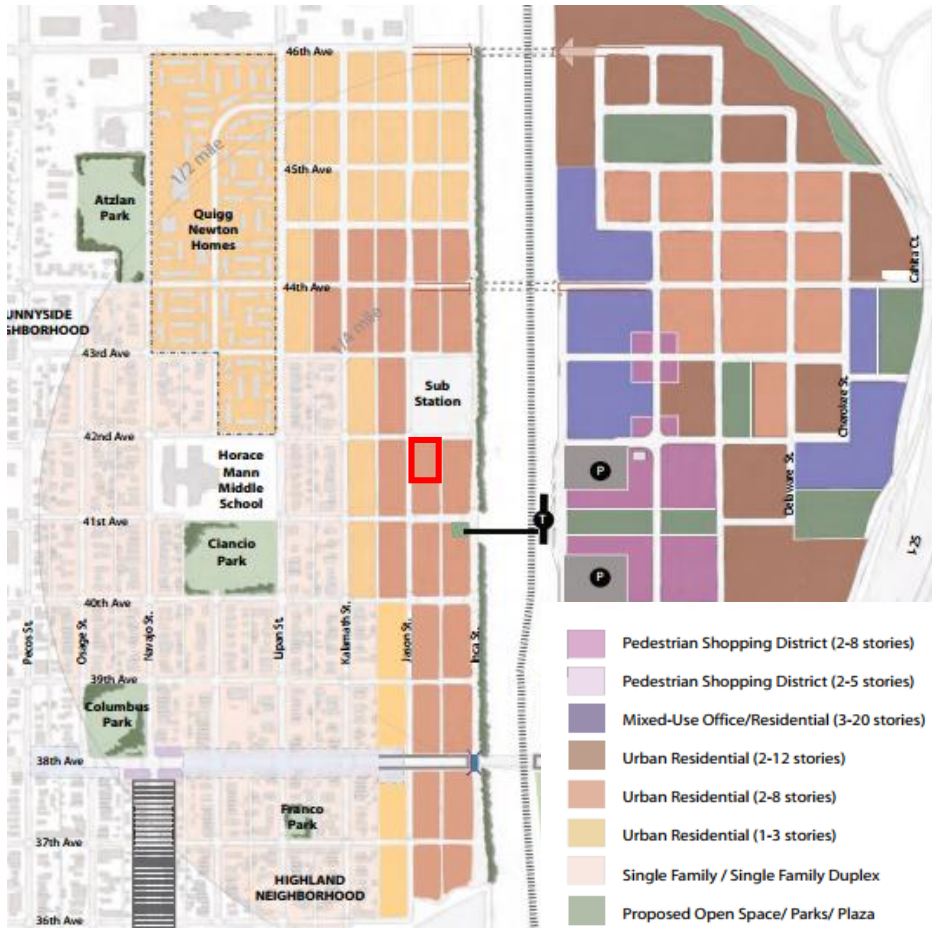 46th Ave
1/2 mile
45th Ave
Atzlan
Park
Quigg
Newton
Homes
44th Ave
UNNYSIDE
GHBORHOOD
1/4 mile
43rd Ave
Sub
Station
42nd Ave
Horace
Mann
Middle
School
41st Ave
Ciancio
Park
T
P
P
40th Ave
Pecos St.
Osage St.
Navajo St.
Lipan St.
Kalamath St.
Jason St.
Inca St.
39th Ave
Columbus
Park
38th Ave
Franco
Park
37th Ave
HIGHLAND
NEIGHBORHOOD
36th Ave
Cahita Ct.
Cherokee St.
Delaware St.
I-25
Pedestrian Shopping District (2-8 stories)
Pedestrian Shopping District (2-5 stories)
Mixed-Use Office/Residential (3-20 stories)
Urban Residential (2-12 stories)
Urban Residential (2-8 stories)
Urban Residential (1-3 stories)
Single Family / Single Family Duplex
Proposed Open Space/ Parks/ Plaza